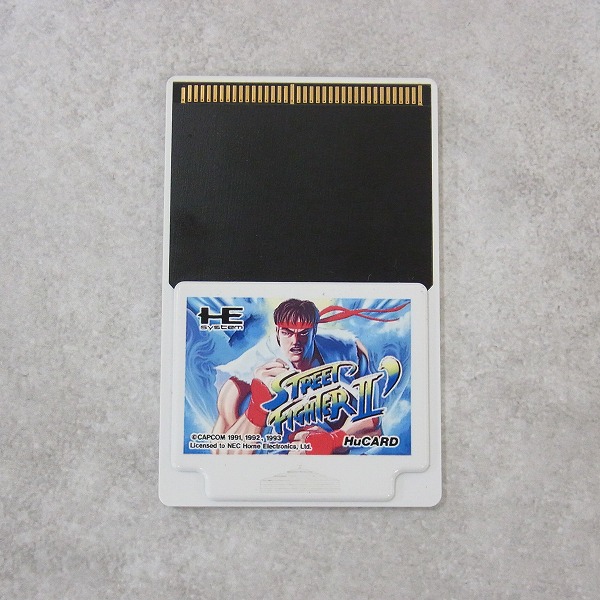 HE
system
STREET
FIGHTER II'
©CAPCOM 1991, 1992, 1993
Licensed to NEC Home Electronics, Ltd.
HuCARD